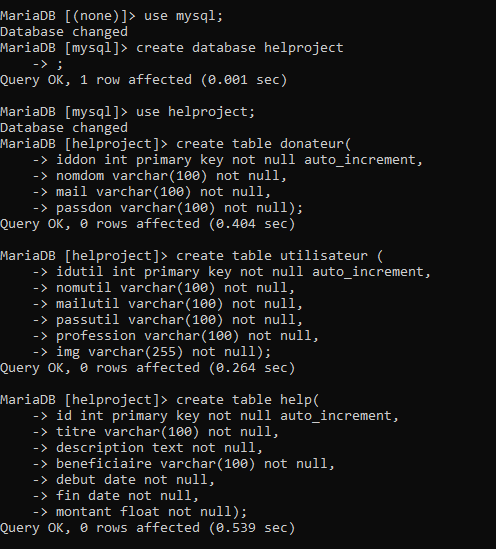 MariaDB [(none)]> use mysql;
Database changed
MariaDB [mysql]> create database helproject
    -> ;
Query OK, 1 row affected (0.001 sec)

MariaDB [mysql]> use helproject;
Database changed
MariaDB [helproject]> create table donateur(
    -> iddon int primary key not null auto_increment,
    -> nomdom varchar(100) not null,
    -> mail varchar(100) not null,
    -> passdon varchar(100) not null);
Query OK, 0 rows affected (0.404 sec)

MariaDB [helproject]> create table utilisateur (
    -> idutil int primary key not null auto_increment,
    -> nomutil varchar(100) not null,
    -> mailutil varchar(100) not null,
    -> passutil varchar(100) not null,
    -> profession varchar(100) not null,
    -> img varchar(255) not null);
Query OK, 0 rows affected (0.264 sec)

MariaDB [helproject]> create table help(
    -> id int primary key not null auto_increment,
    -> titre varchar(100) not null,
    -> description text not null,
    -> beneficiaire varchar(100) not null,
    -> debut date not null,
    -> fin date not null,
    -> montant float not null);
Query OK, 0 rows affected (0.539 sec)